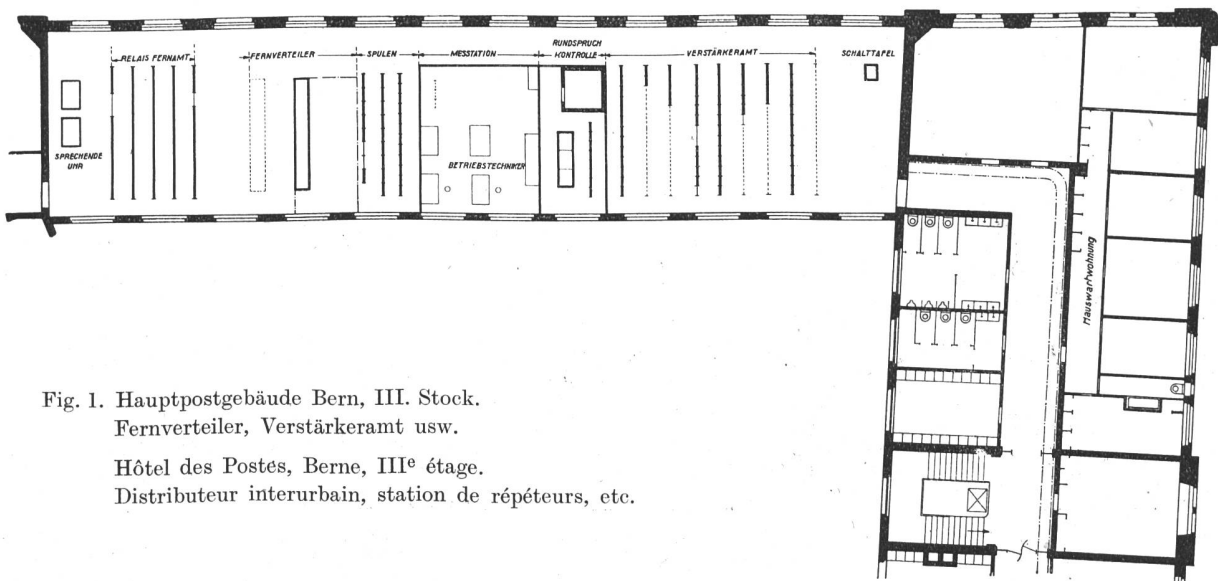 RELAIS FERNAMT
FERNVERTEILER
SPULEN
MESSTATION
RUNDSPRUCH
KONTROLLE
VERSTÄRKERAMT
SCHALTTAFEL
SPRECHENDE
UHR
BETRIEBSTECHNIKER
Hauswartwohnung
Fig. 1. Hauptpostgebäude Bern, III. Stock.
Fernverteiler, Verstärkeramt usw.
Hôtel des Postes, Berne, IIIe étage.
Distributeur interurbain, station de répéteurs, etc.